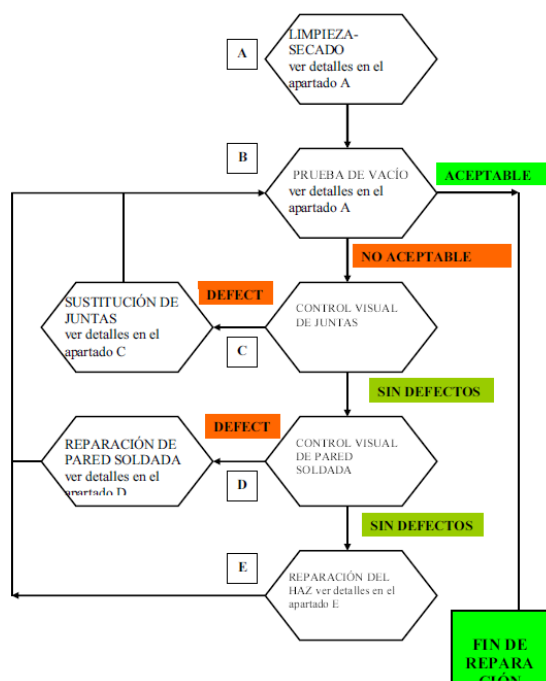 A
LIMPIEZA-
SECADO
ver detalles en el
apartado A
B
PRUEBA DE VACÍO
ver detalles en el
apartado A
ACEPTABLE
NO ACEPTABLE
SUSTITUCIÓN DE
JUNTAS
ver detalles en el
apartado C
DEFECT
C
CONTROL VISUAL
DE JUNTAS
SIN DEFECTOS
REPARACIÓN DE
PARED SOLDADA
ver detalles en el
apartado D
DEFECT
D
CONTROL VISUAL
DE PARED
SOLDADA
SIN DEFECTOS
E
REPARACIÓN DEL
HAZ ver detalles en el
apartado E
FIN DE
REPARA
CIÓN